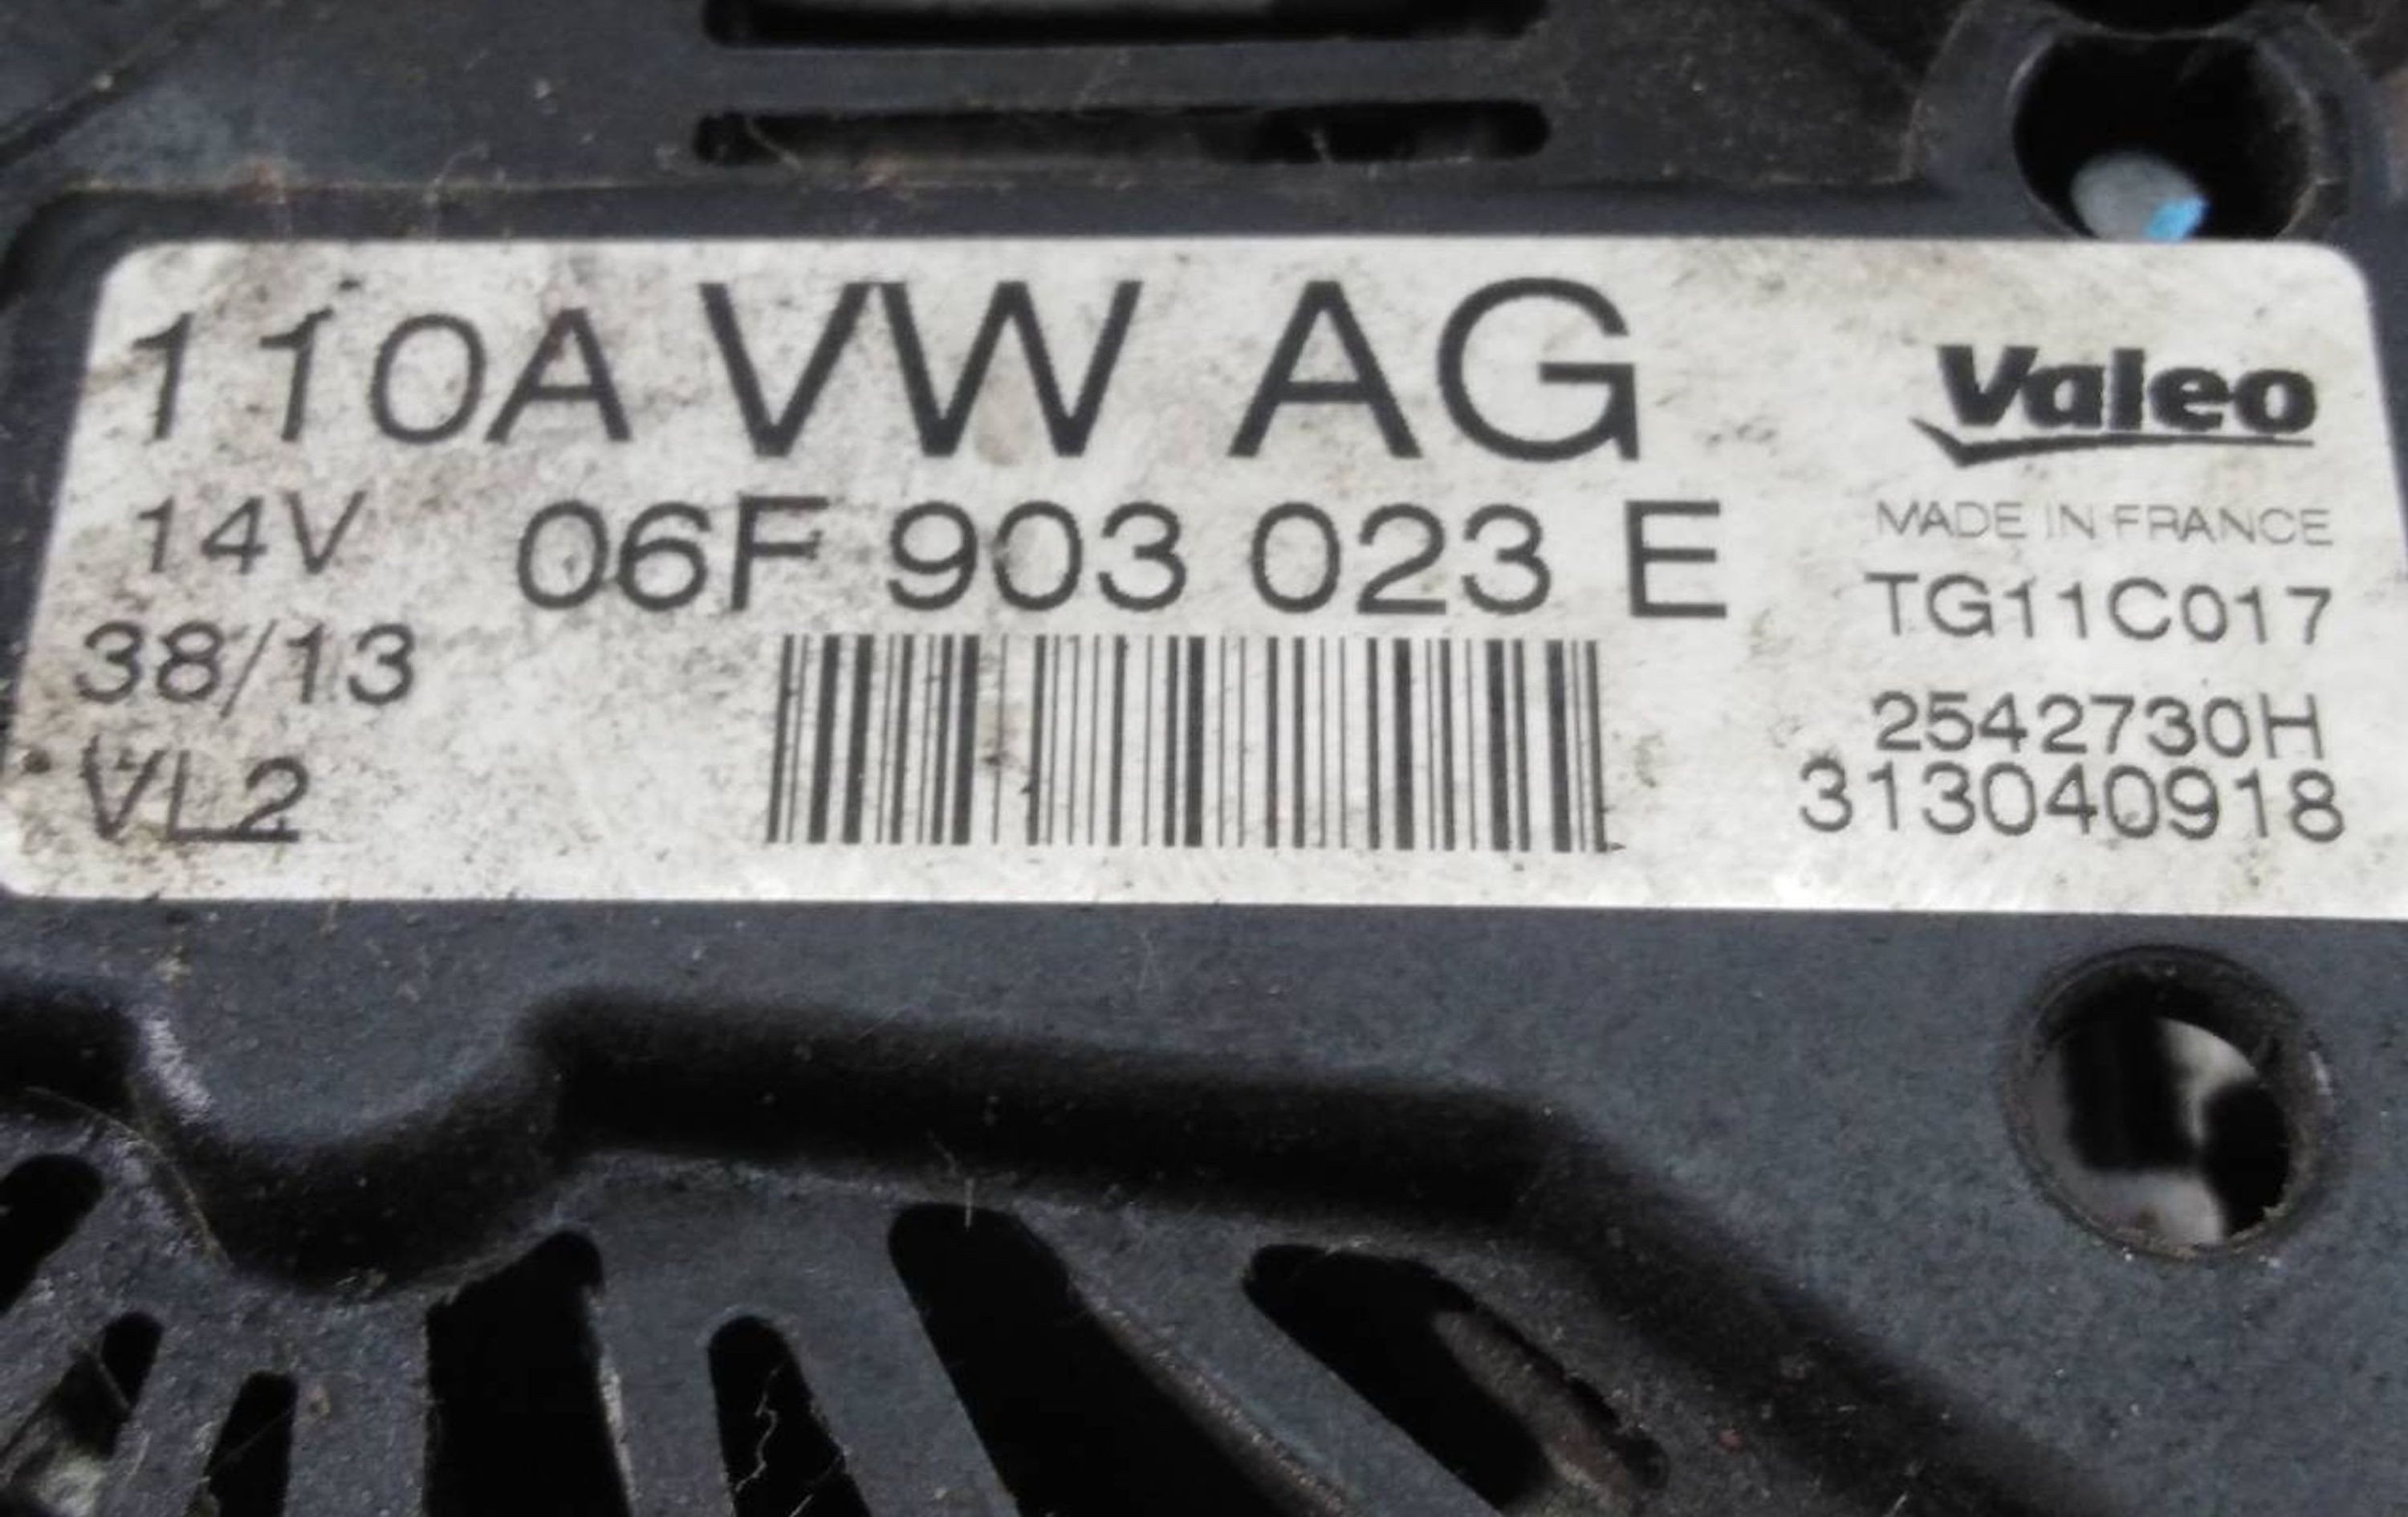 110A VW AG
Valeo
14V 06F 903 023 E
MADE IN FRANCE
TG11C017
38/13
2542730H
VL2
313040918